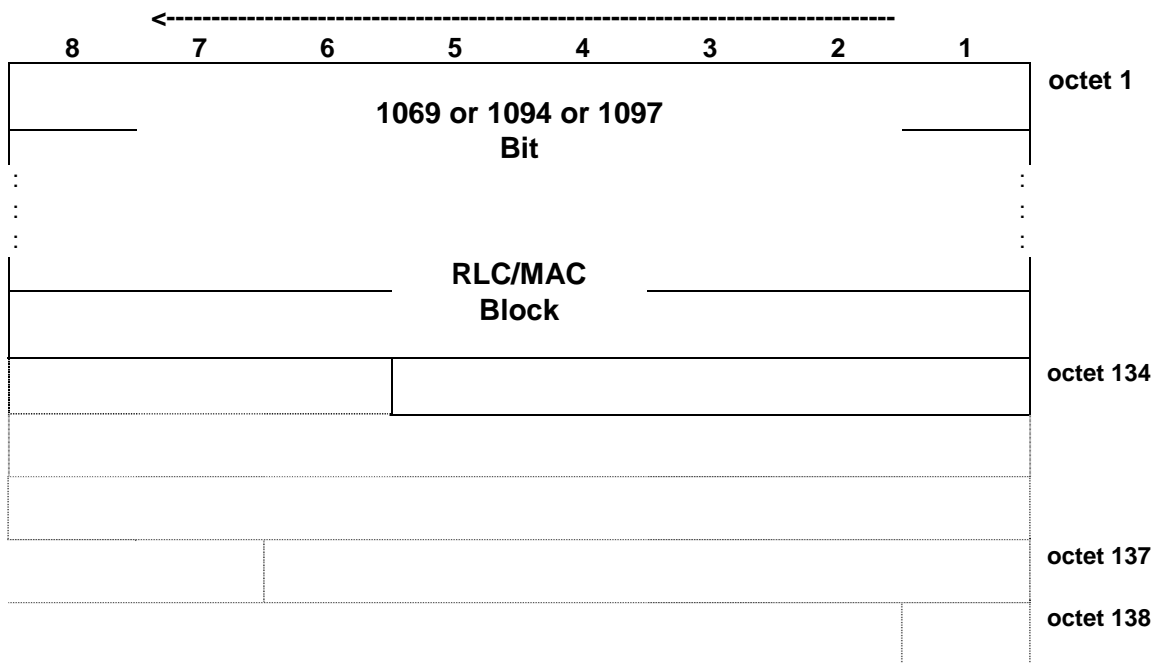 <---------------------------------------------------------------------------------
8 7 6 5 4 3 2 1
octet 1
1069 or 1094 or 1097
Bit
: :
: :
: :
RLC/MAC
Block
octet 134
octet 137
octet 138